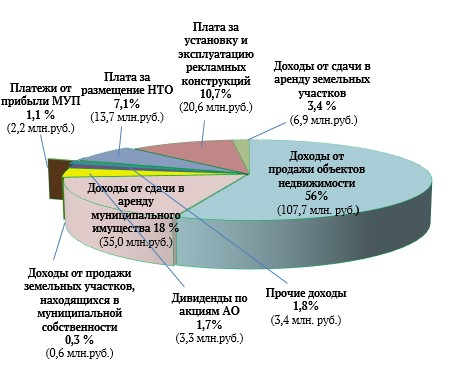 Плата за
установку и
эксплуатацию
рекламных
конструкций
10,7%
(20,6 млн.руб.)
Доходы от сдачи в
аренду земельных
участков
3,4 %
(6,9 млн.руб.)
Плата за
размещение НТО
7,1%
(13,7 млн.руб.)
Платежи от
прибыли МУП
1,1 %
(2,2 млн.руб.)
Доходы от
продажи объектов
недвижимости
56%
(107,7 млн. руб.)
Доходы от сдачи в
аренду
муниципального
имущества 18 %
(35,0 млн.руб.)
Доходы от продажи
земельных участков,
находящихся в
муниципальной
собственности
0,3 %
(0,6 млн.руб.)
Дивиденды по
акциям АО
1,7%
(3,3 млн.руб.)
Прочие доходы
1,8%
(3,4 млн. руб.)